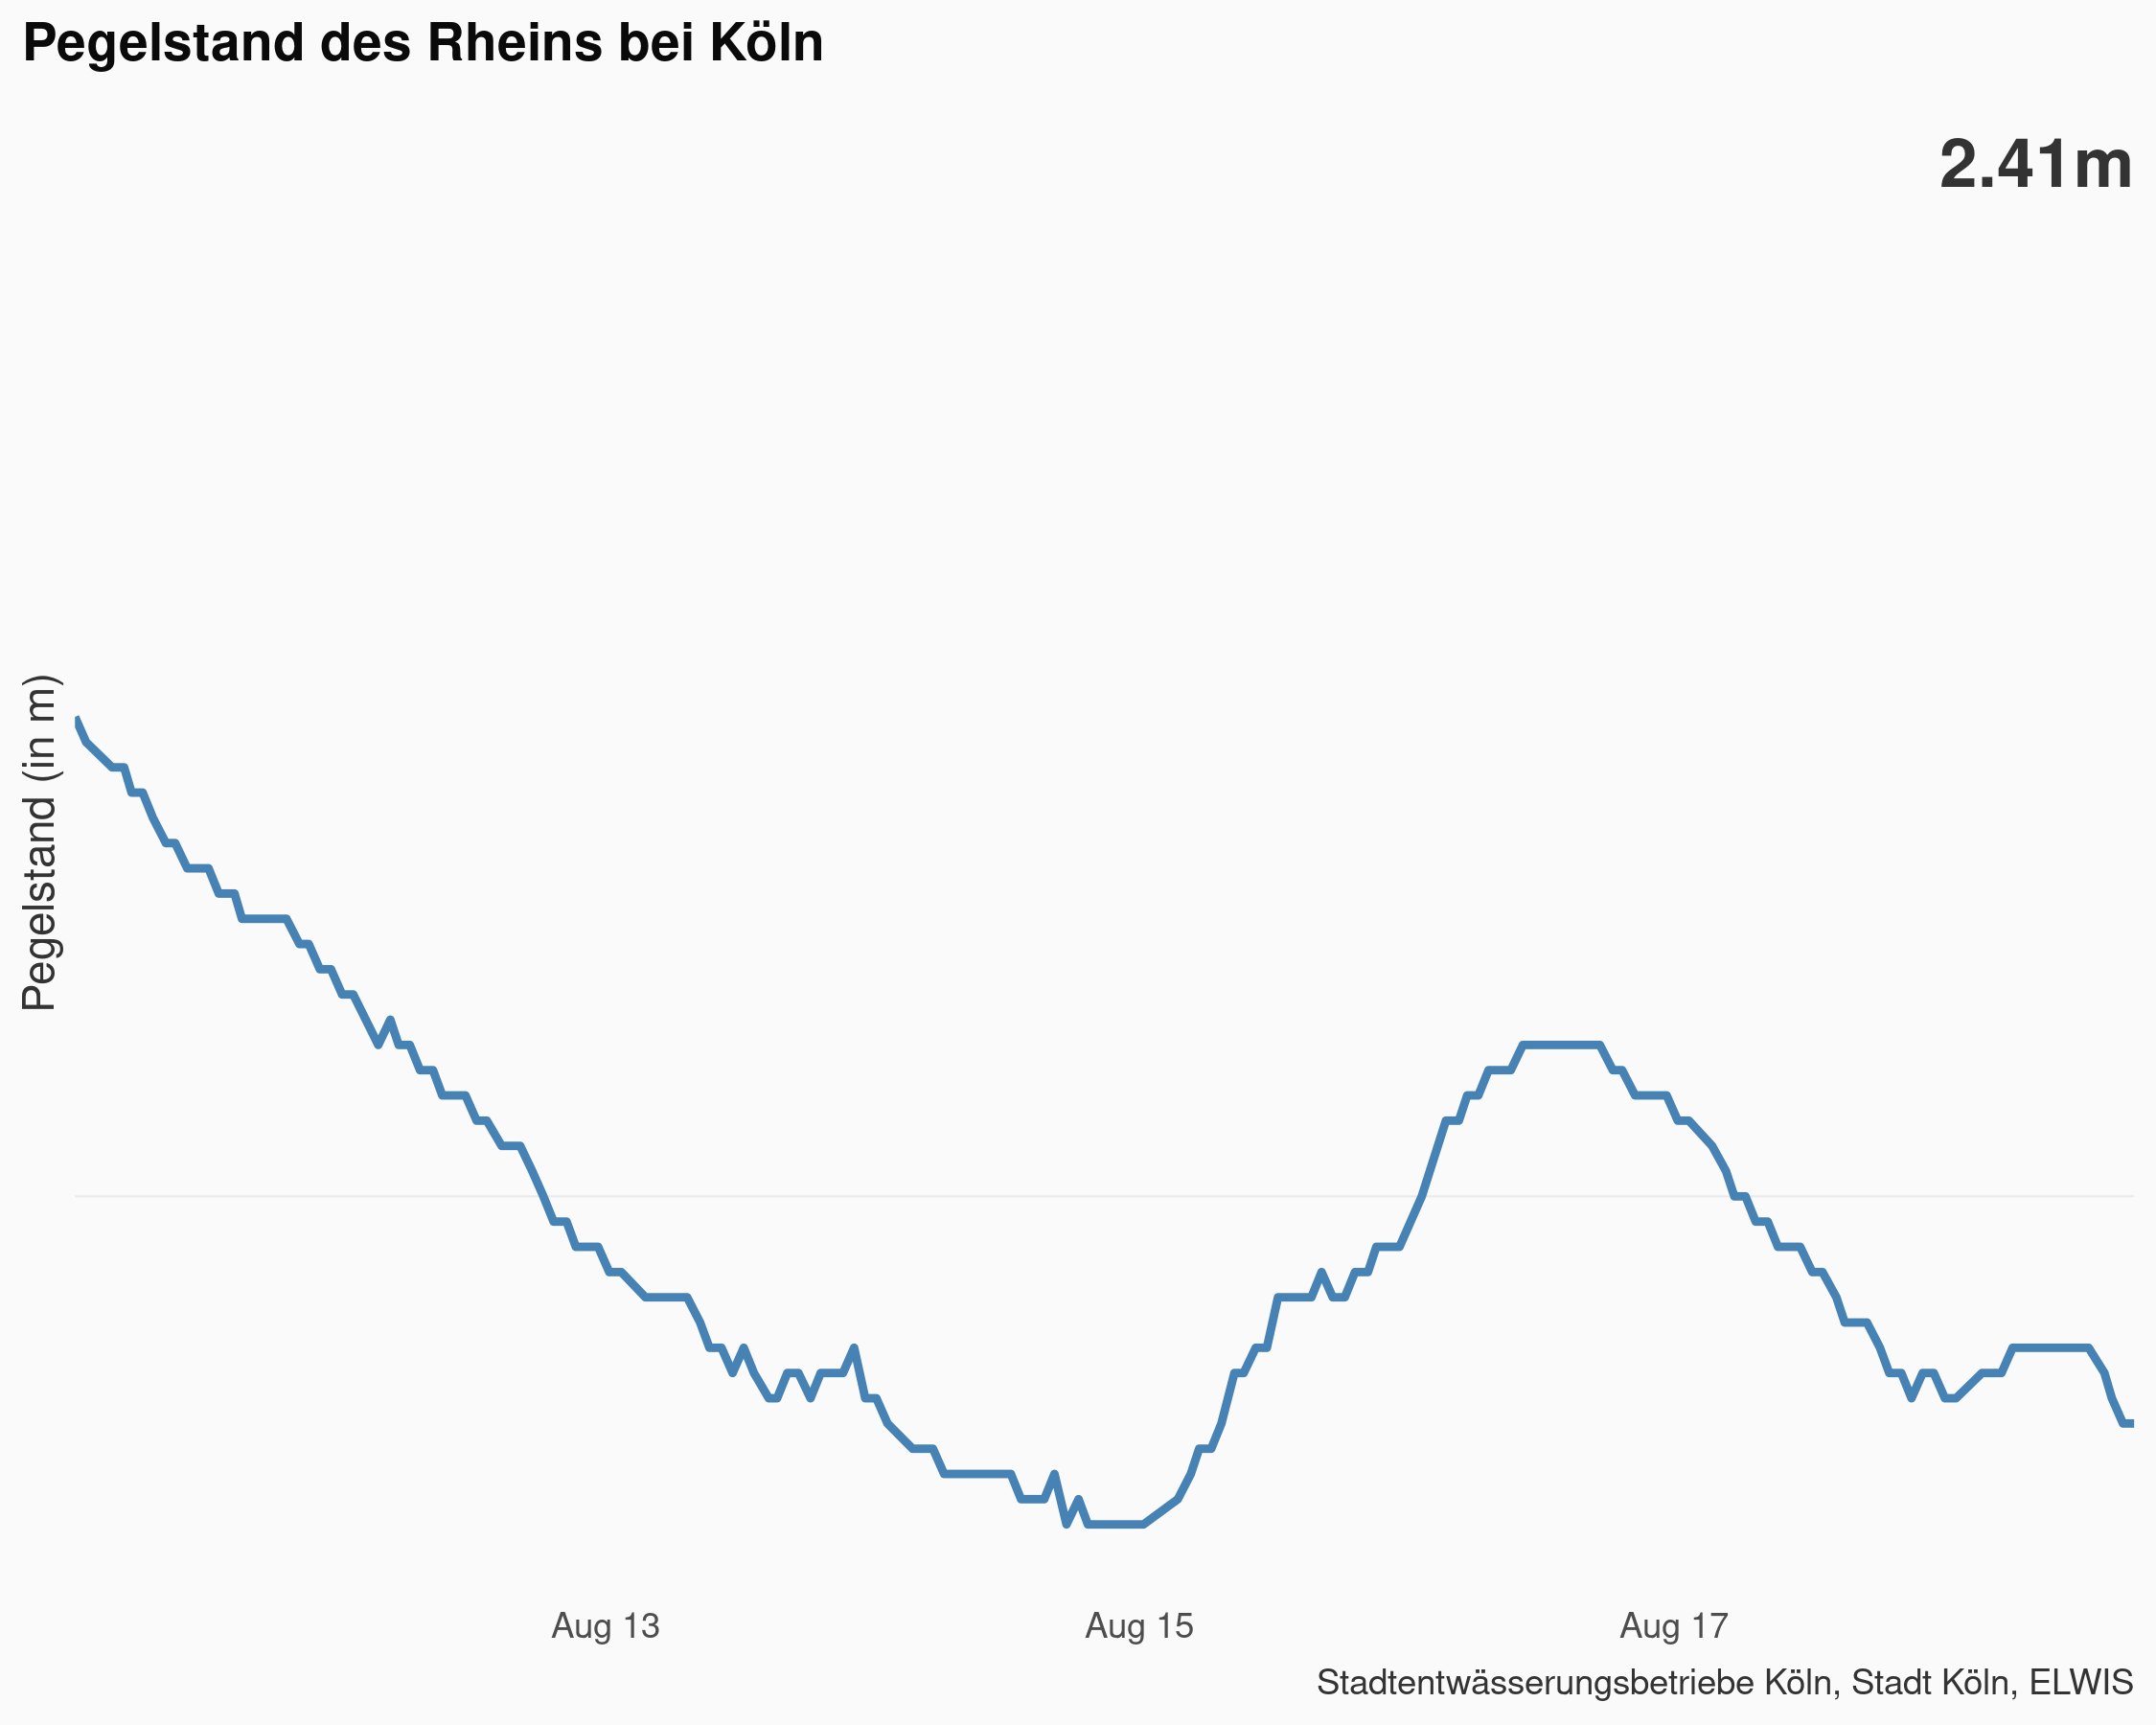 Pegelstand des Rheins bei Köln
2.41m
Pegelstand (in m)
Aug 13
Aug 15
Aug 17
Stadtentwässerungsbetriebe Köln, Stadt Köln, ELWIS